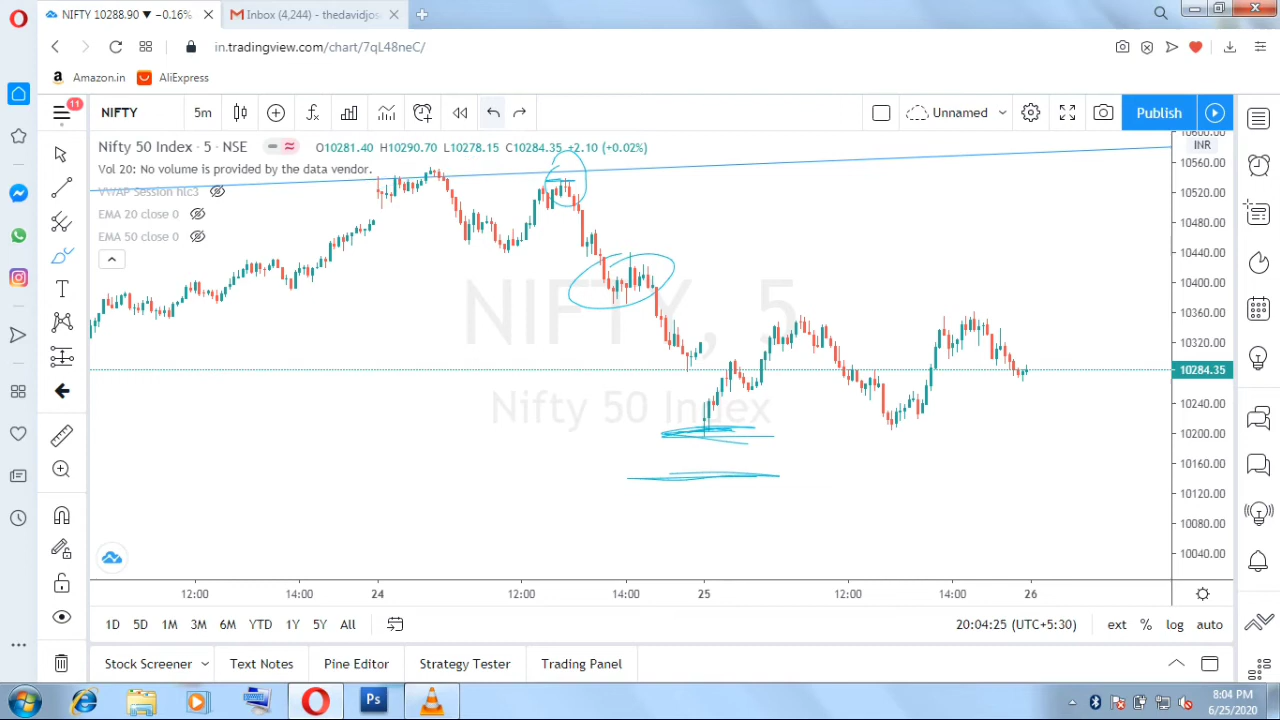 NIFTY 10288.90 ▼ −0.16%
Inbox (4,244) - thedavidjos
in.tradingview.com/chart/7qL48neC/
Amazon.in
AliExpress
11
NIFTY
5m
Unnamed
Publish
Nifty 50 Index · 5 · NSE
O10281.40 H10290.70 L10278.15 C10284.35 +2.10 (+0.02%)
Vol 20: No volume is provided by the data vendor.
VWAP Session hlc3
EMA 20 close 0
EMA 50 close 0
NIFTY, 5
Nifty 50 Index
10600.00
INR
10560.00
10520.00
10480.00
10440.00
10400.00
10360.00
10320.00
10284.35
10240.00
10200.00
10160.00
10120.00
10080.00
10040.00
12:00
14:00
24
12:00
14:00
25
12:00
14:00
26
1D 5D 1M 3M 6M YTD 1Y 5Y All
20:04:25 (UTC+5:30)
ext % log auto
Stock Screener
Text Notes
Pine Editor
Strategy Tester
Trading Panel
Ps
8:04 PM
6/25/2020